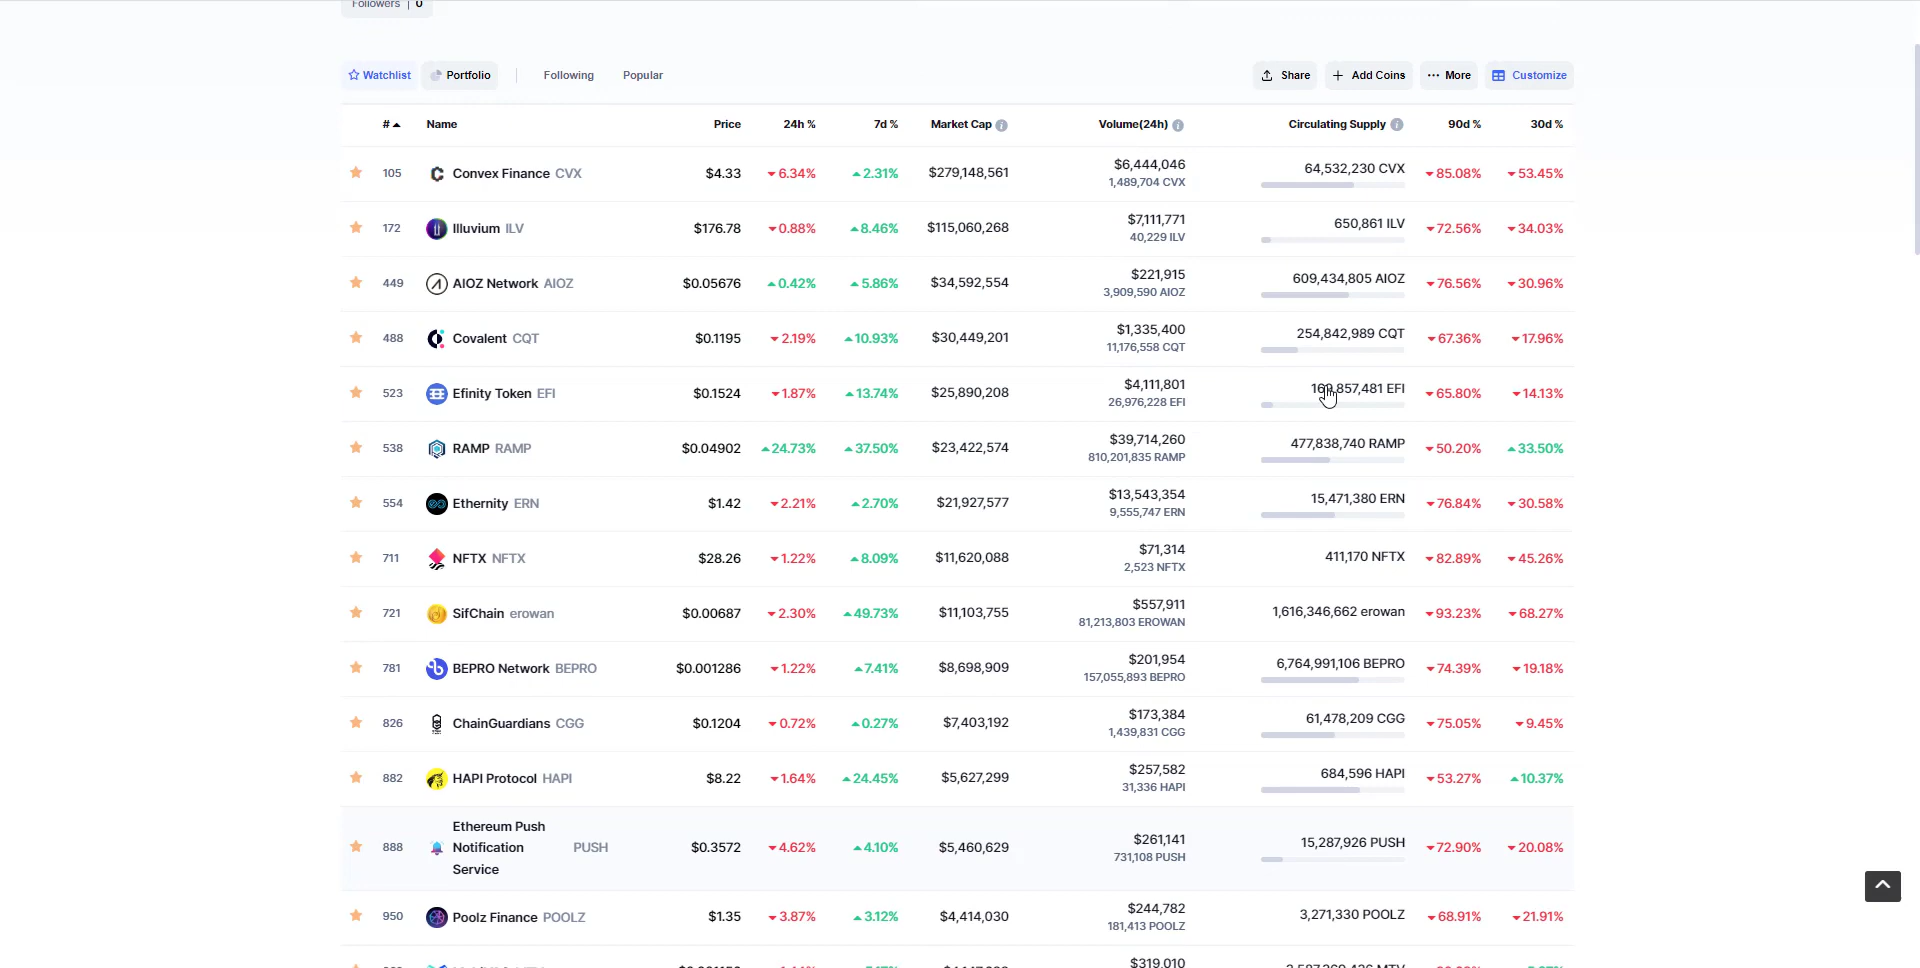 Followers | 0
Watchlist Portfolio Following Popular Share + Add Coins ··· More Customize
# Name Price 24h % 7d % Market Cap Volume(24h) Circulating Supply 90d % 30d %
105 Convex Finance CVX $4.33 6.34% 2.31% $279,148,561 $6,444,046 64,532,230 CVX 85.08% 53.45%
1,489,704 CVX
172 Illuvium ILV $176.78 0.88% 8.46% $115,060,268 $7,111,771 650,861 ILV 72.56% 34.03%
40,229 ILV
449 AIOZ Network AIOZ $0.05676 0.42% 5.86% $34,592,554 $221,915 609,434,805 AIOZ 76.56% 30.96%
3,909,590 AIOZ
488 Covalent CQT $0.1195 2.19% 10.93% $30,449,201 $1,335,400 254,842,989 CQT 67.36% 17.96%
11,176,558 CQT
523 Efinity Token EFI $0.1524 1.87% 13.74% $25,890,208 $4,111,801 EFI 65.80% 14.13%
26,976,228 EFI
538 RAMP RAMP $0.04902 24.73% 37.50% $23,422,574 $39,714,260 477,838,740 RAMP 50.20% 33.50%
810,201,835 RAMP
554 Ethernity ERN $1.42 2.21% 2.70% $21,927,577 $13,543,354 15,471,380 ERN 76.84% 30.58%
9,555,747 ERN
711 NFTX NFTX $28.26 1.22% 8.09% $11,620,088 $71,314 411,170 NFTX 82.89% 45.26%
2,523 NFTX
721 SifChain erowan $0.00687 2.30% 49.73% $11,103,755 $557,911 1,616,346,662 erowan 93.23% 68.27%
81,213,803 EROWAN
781 BEPRO Network BEPRO $0.001286 1.22% 7.41% $8,698,909 $201,954 6,764,991,106 BEPRO 74.39% 19.18%
157,055,893 BEPRO
826 ChainGuardians CGG $0.1204 0.72% 0.27% $7,403,192 $173,384 61,478,209 CGG 75.05% 9.45%
1,439,831 CGG
882 HAPI Protocol HAPI $8.22 1.64% 24.45% $5,627,299 $257,582 684,596 HAPI 53.27% 10.37%
31,336 HAPI
Ethereum Push
888 Notification PUSH $0.3572 4.62% 4.10% $5,460,629 $261,141 15,287,926 PUSH 72.90% 20.08%
731,108 PUSH
Service
950 Poolz Finance POOLZ $1.35 3.87% 3.12% $4,414,030 $244,782 3,271,330 POOLZ 68.91% 21.91%
181,413 POOLZ
$319,010